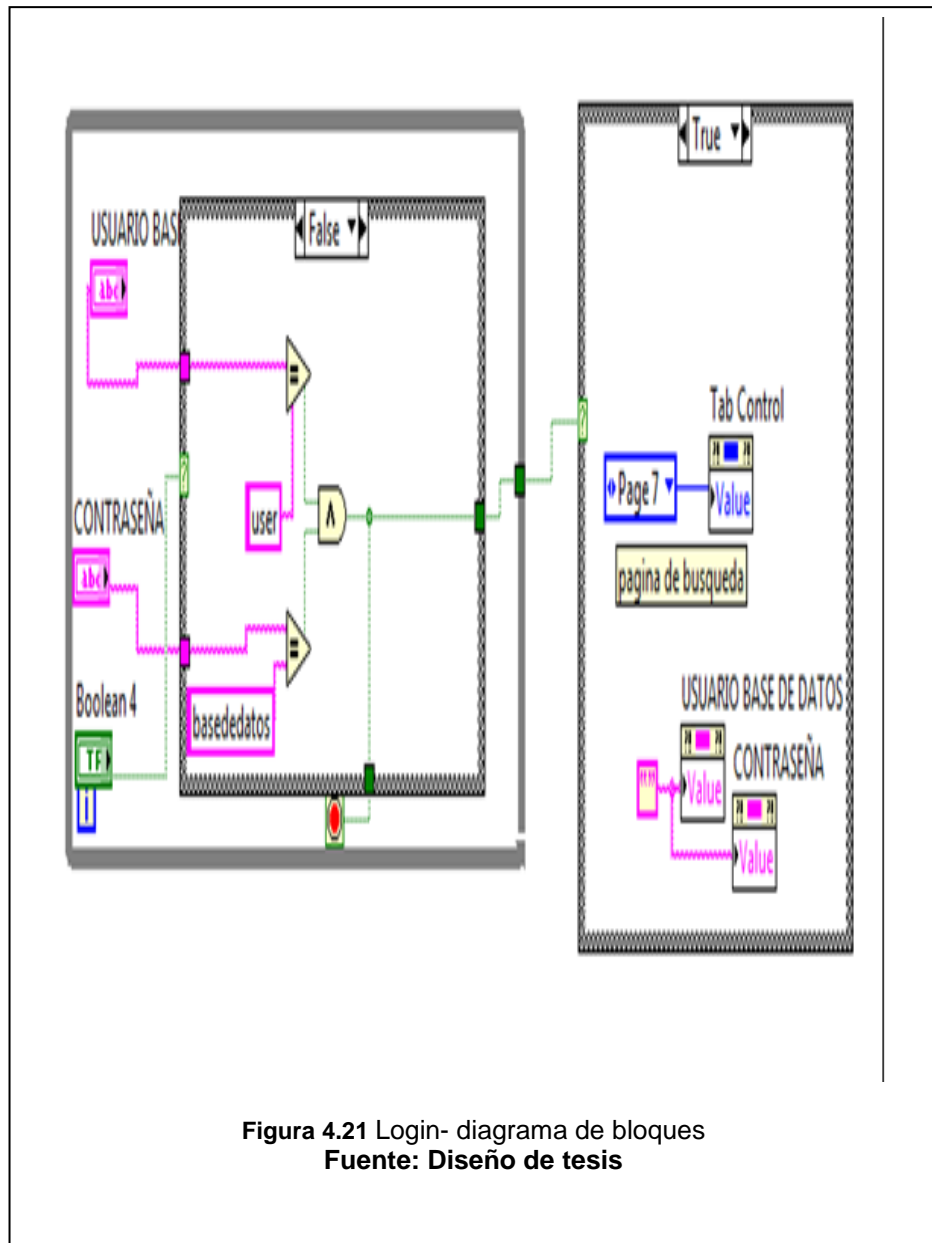 True
False
USUARIO BAS
abc
Tab Control
Page 7
Value
user
CONTRASEÑA
abc
pagina de busqueda
basededatos
Boolean 4
TF
i
USUARIO BASE DE DATOS
Value
CONTRASEÑA
Value
Figura 4.21 Login- diagrama de bloques
Fuente: Diseño de tesis